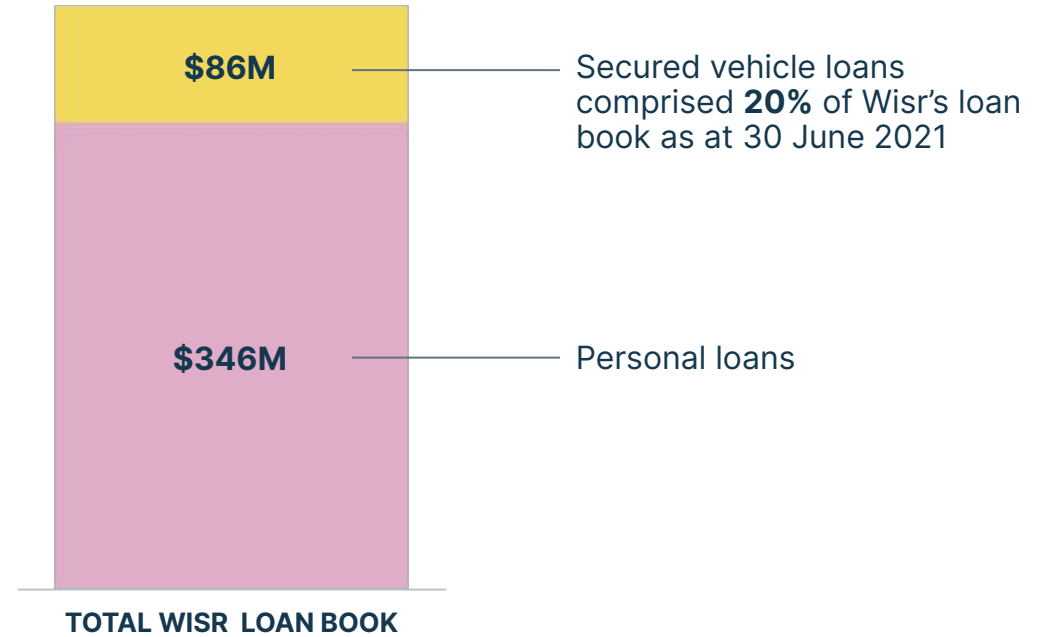 $86M
Secured vehicle loans
comprised 20% of Wisr’s loan
book as at 30 June 2021
$346M
Personal loans
TOTAL WISR LOAN BOOK